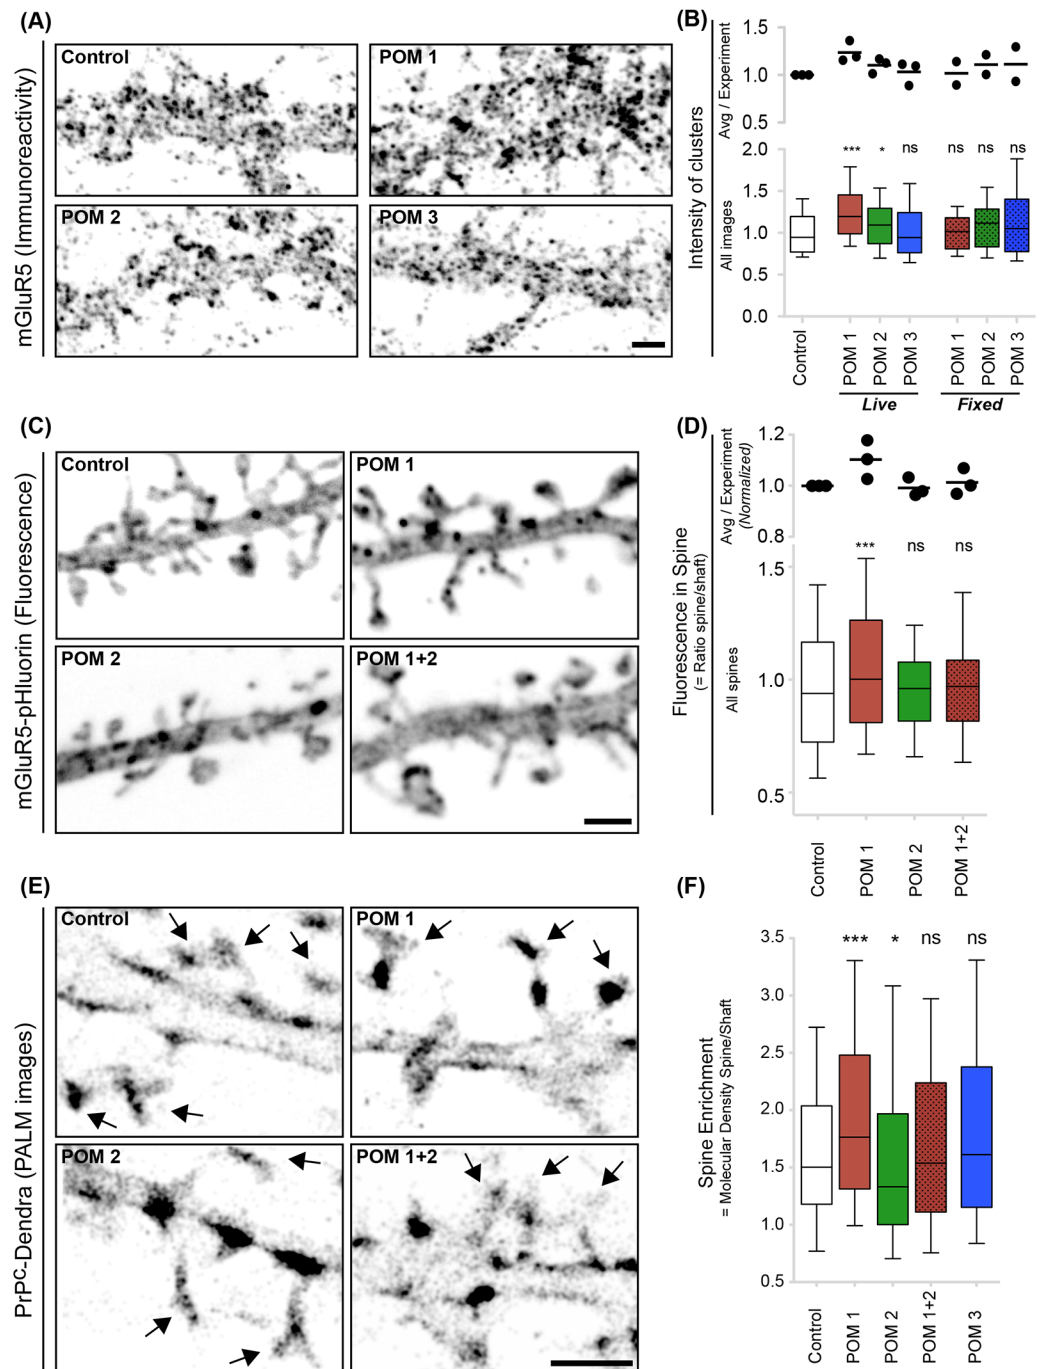 (A)
mGluR5 (Immunoreactivity)
Control
POM 1
POM 2
POM 3
(B)
Intensity of clusters
Avg / Experiment
All images
1.5
1.0
0.5
2.0
1.5
1.0
0.5
0.0
*** * ns ns ns ns
Control
POM 1
POM 2
POM 3
POM 1
POM 2
POM 3
Live
Fixed
(C)
mGluR5-pHluorin (Fluorescence)
Control
POM 1
POM 2
POM 1+2
(D)
Fluorescence in Spine
(= Ratio spine/shaft)
Avg / Experiment
(Normalized)
All spines
1.2
1.0
0.8
1.5
1.0
0.5
*** ns ns
Control
POM 1
POM 2
POM 1+2
(E)
PrPᶜ-Dendra (PALM images)
Control
POM 1
POM 2
POM 1+2
(F)
Spine Enrichment
= Molecular Density Spine/Shaft
3.5
3.0
2.5
2.0
1.5
1.0
0.5
*** * ns ns
Control
POM 1
POM 2
POM 1+2
POM 3